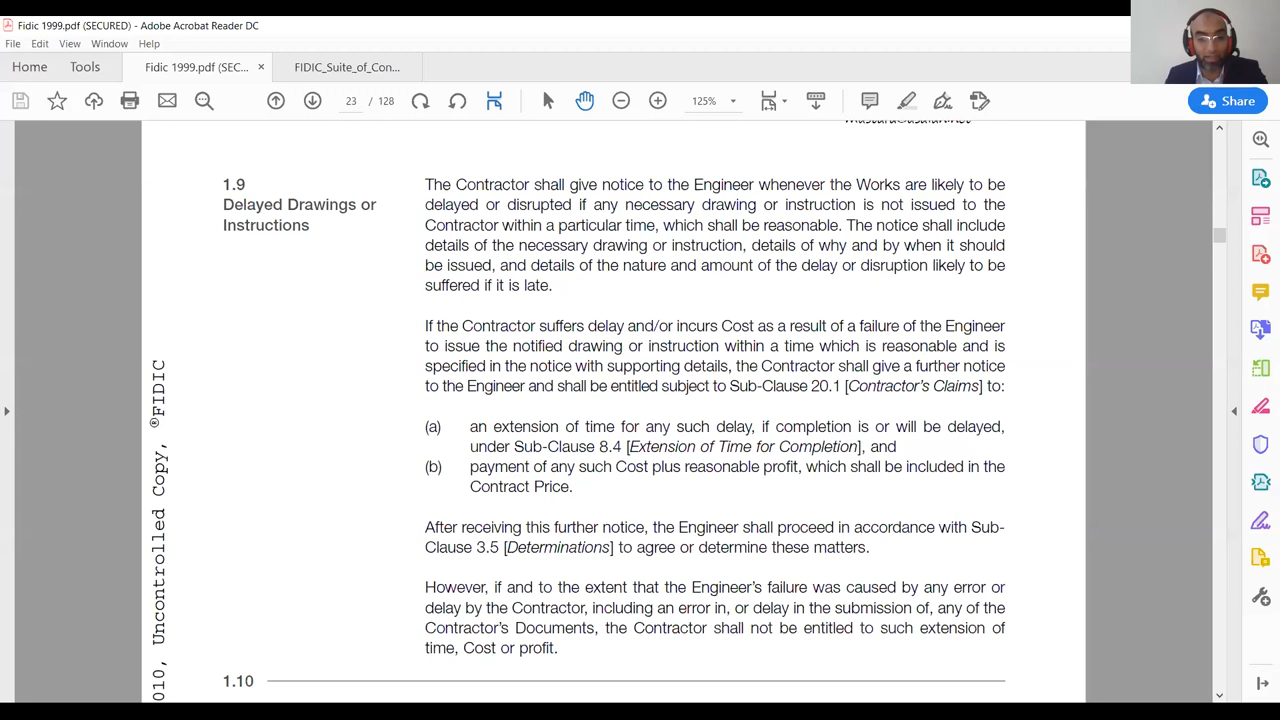 Fidic 1999.pdf (SECURED) - Adobe Acrobat Reader DC
File Edit View Window Help
Home Tools Fidic 1999.pdf (SEC... × FIDIC_Suite_of_Con...
23 / 128 125% Share
1.9
Delayed Drawings or
Instructions
The Contractor shall give notice to the Engineer whenever the Works are likely to be
delayed or disrupted if any necessary drawing or instruction is not issued to the
Contractor within a particular time, which shall be reasonable. The notice shall include
details of the necessary drawing or instruction, details of why and by when it should
be issued, and details of the nature and amount of the delay or disruption likely to be
suffered if it is late.
If the Contractor suffers delay and/or incurs Cost as a result of a failure of the Engineer
to issue the notified drawing or instruction within a time which is reasonable and is
specified in the notice with supporting details, the Contractor shall give a further notice
to the Engineer and shall be entitled subject to Sub-Clause 20.1 [Contractor's Claims] to:
(a) an extension of time for any such delay, if completion is or will be delayed,
under Sub-Clause 8.4 [Extension of Time for Completion], and
(b) payment of any such Cost plus reasonable profit, which shall be included in the
Contract Price.
After receiving this further notice, the Engineer shall proceed in accordance with Sub-
Clause 3.5 [Determinations] to agree or determine these matters.
However, if and to the extent that the Engineer's failure was caused by any error or
delay by the Contractor, including an error in, or delay in the submission of, any of the
Contractor's Documents, the Contractor shall not be entitled to such extension of
time, Cost or profit.
1.10
010, Uncontrolled Copy, ®FIDIC